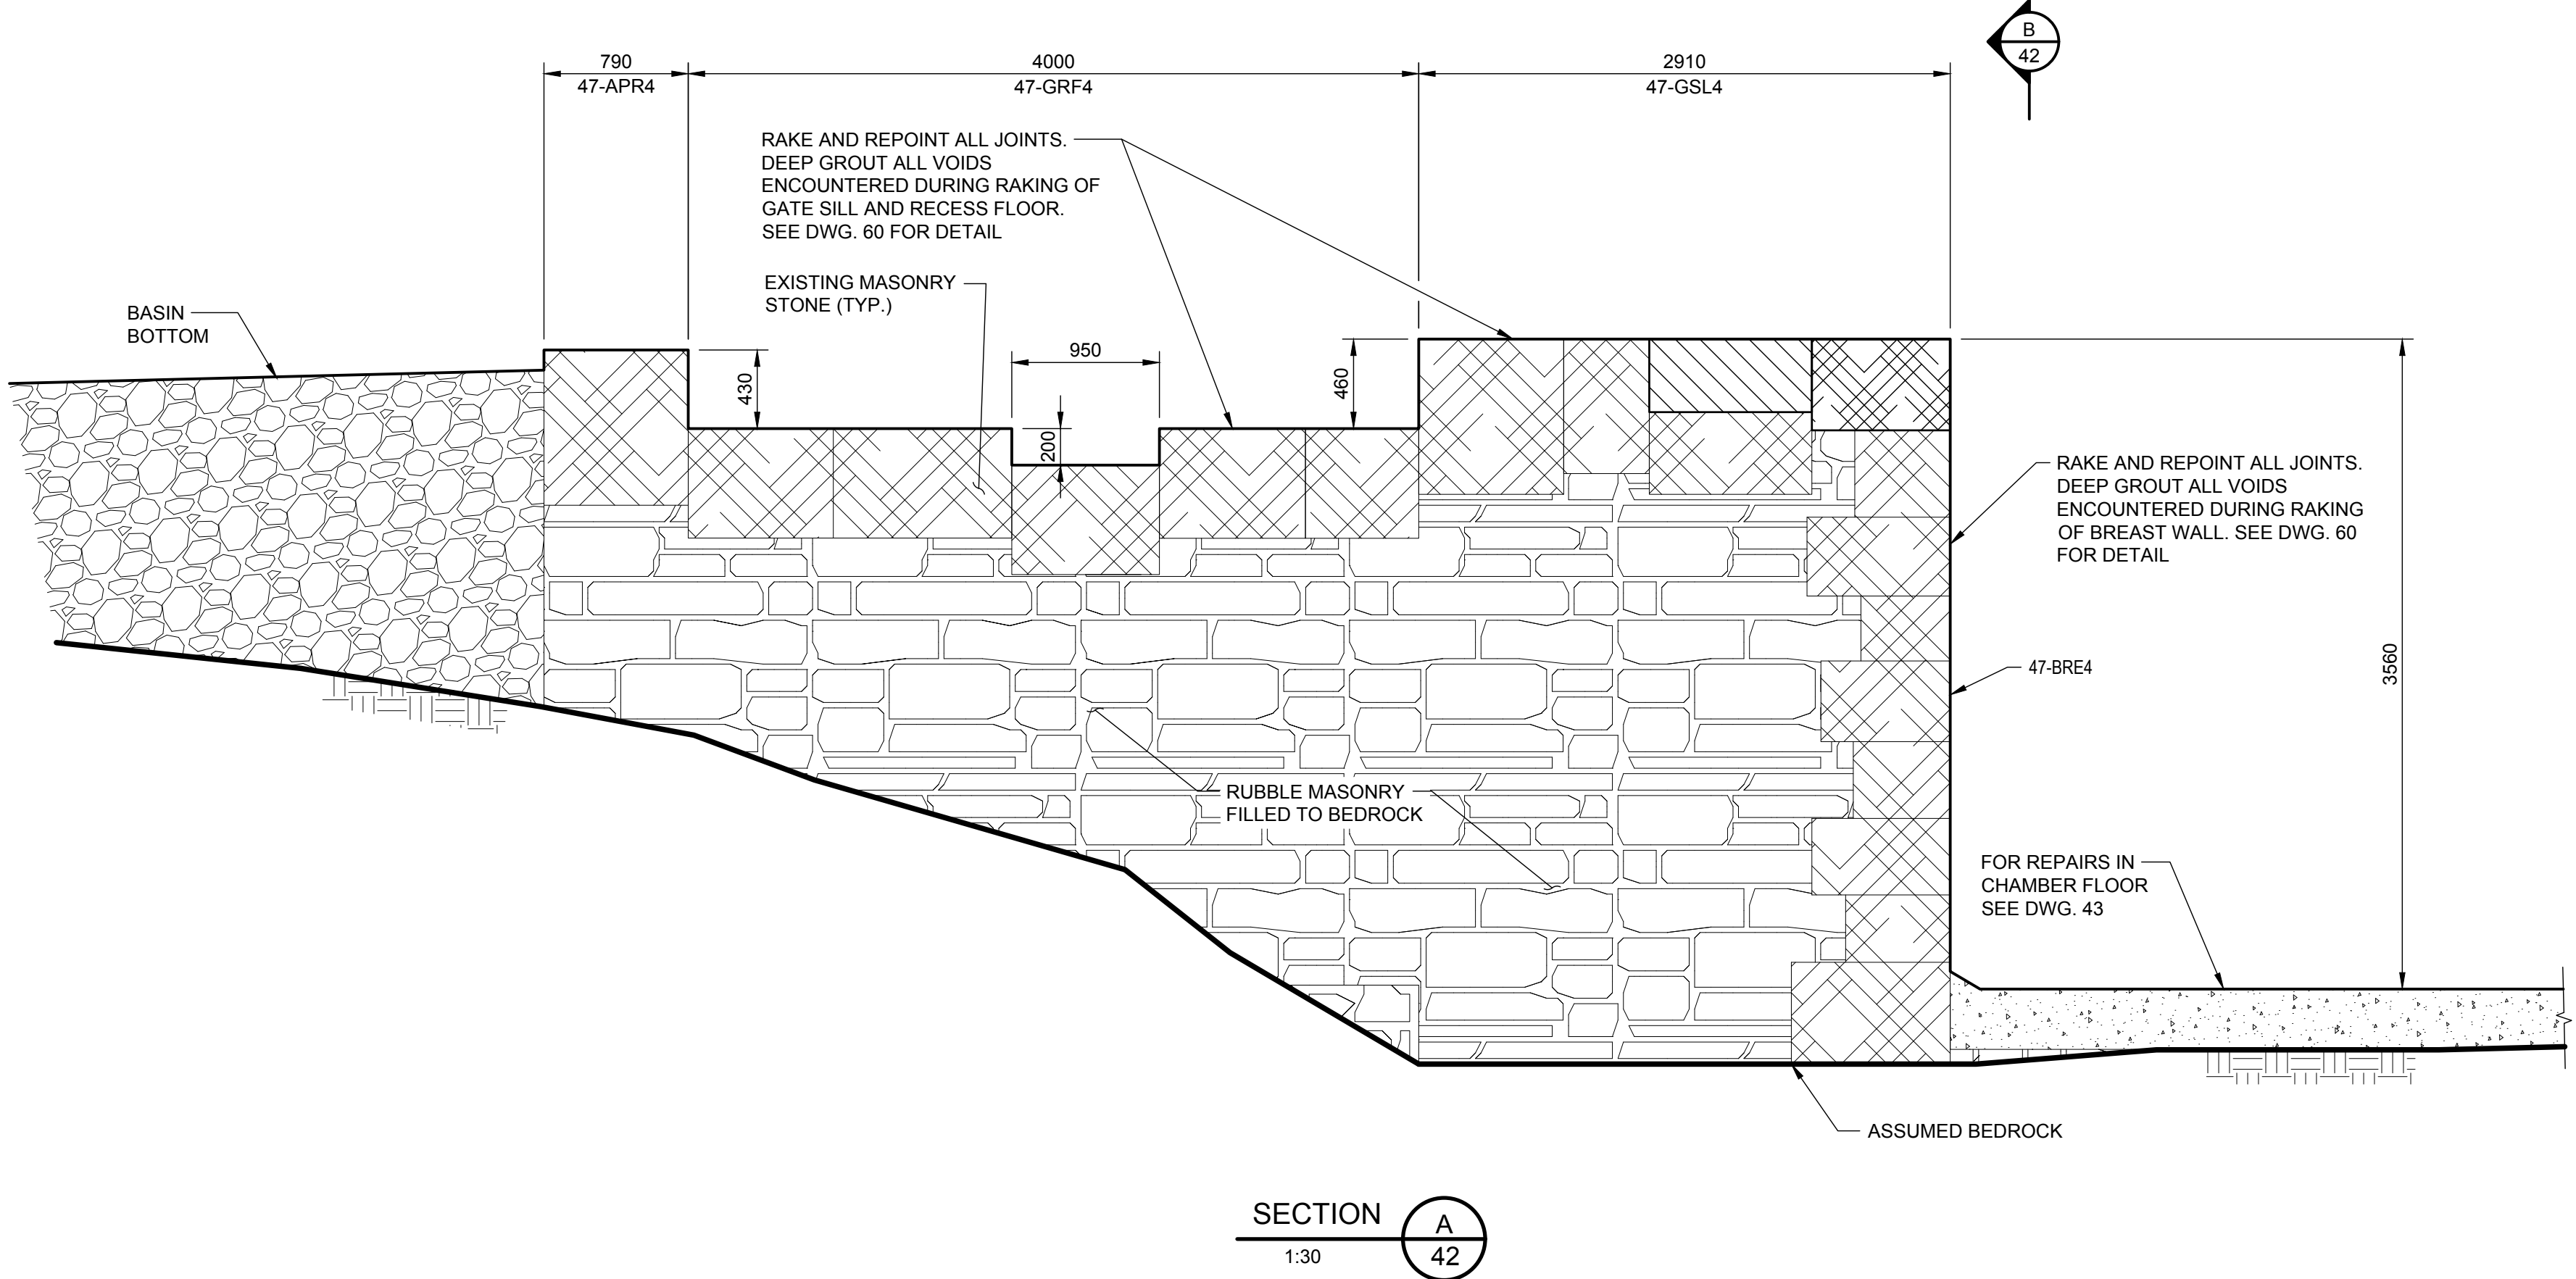 B
42
790
47-APR4
4000
47-GRF4
2910
47-GSL4
RAKE AND REPOINT ALL JOINTS.
DEEP GROUT ALL VOIDS
ENCOUNTERED DURING RAKING OF
GATE SILL AND RECESS FLOOR.
SEE DWG. 60 FOR DETAIL
EXISTING MASONRY
STONE (TYP.)
BASIN
BOTTOM
430
950
200
460
RAKE AND REPOINT ALL JOINTS.
DEEP GROUT ALL VOIDS
ENCOUNTERED DURING RAKING
OF BREAST WALL. SEE DWG. 60
FOR DETAIL
47-BRE4
3560
RUBBLE MASONRY
FILLED TO BEDROCK
FOR REPAIRS IN
CHAMBER FLOOR
SEE DWG. 43
ASSUMED BEDROCK
SECTION
1:30
A
42